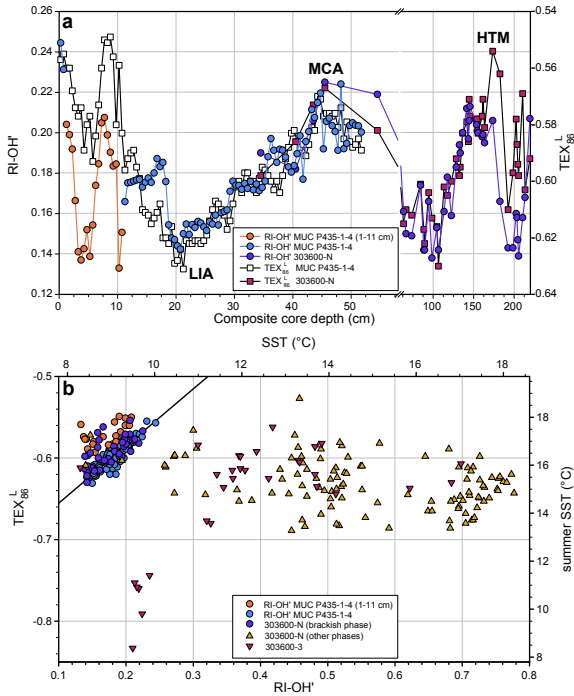 a
0.26
0.24
0.22
0.20
0.18
0.16
0.14
0.12
RI-OH'
0.54
0.56
0.58
0.60
0.62
0.64
TEX₈₆ᴸ
MCA
HTM
LIA
RI-OH' MUC P435-1-4 (1-11 cm)
RI-OH' MUC P435-1-4
RI-OH' 303600-N
TEX₈₆ᴸ MUC P435-1-4
TEX₈₆ᴸ 303600-N
0 10 20 30 40 50 100 150 200
Composite core depth (cm)
SST (°C)
8 10 12 14 16 18
b
-0.5
-0.6
-0.7
-0.8
TEX₈₆ᴸ
18
16
14
12
10
8
summer SST (°C)
RI-OH' MUC P435-1-4 (1-11 cm)
RI-OH' MUC P435-1-4
303600-N (brackish phase)
303600-N (other phases)
303600-3
0.1 0.2 0.3 0.4 0.5 0.6 0.7 0.8
RI-OH'